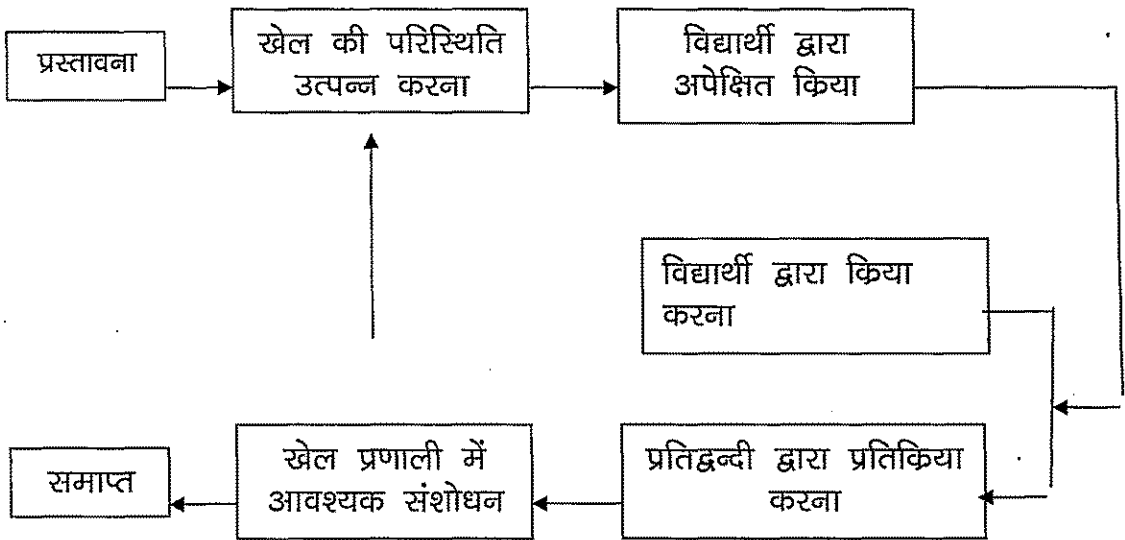 प्रस्तावना
खेल की परिस्थिति
उत्पन्न करना
विद्यार्थी द्वारा
अपेक्षित क्रिया
विद्यार्थी द्वारा क्रिया
करना
प्रतिद्वन्दी द्वारा प्रतिक्रिया
करना
खेल प्रणाली में
आवश्यक संशोधन
समाप्त